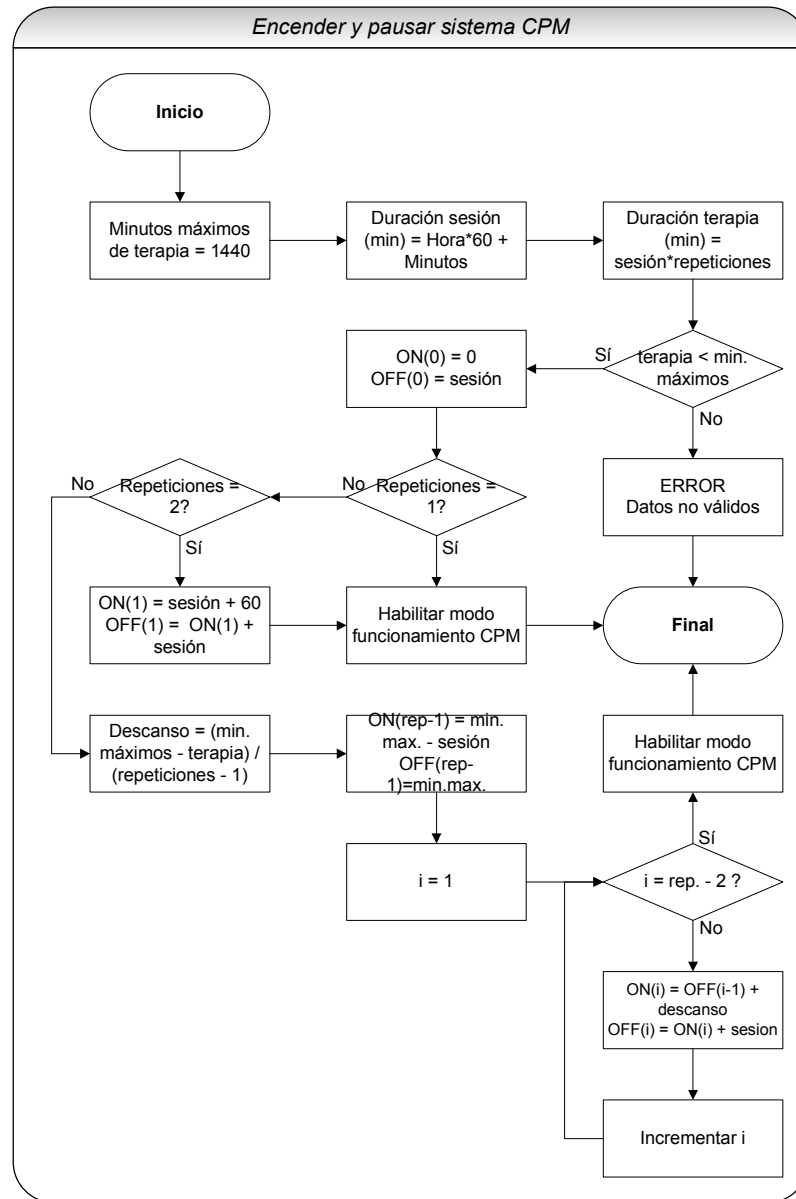 Encender y pausar sistema CPM
Inicio
Minutos máximos
de terapia = 1440
Duración sesión
(min) = Hora*60 +
Minutos
Duración terapia
(min) =
sesión*repeticiones
terapia < min.
máximos
Sí
No
ON(0) = 0
OFF(0) = sesión
ERROR
Datos no válidos
Repeticiones =
1?
No
Sí
Repeticiones =
2?
No
Sí
ON(1) = sesión + 60
OFF(1) = ON(1) +
sesión
Habilitar modo
funcionamiento CPM
Final
Descanso = (min.
máximos - terapia) /
(repeticiones - 1)
ON(rep-1) = min.
max. - sesión
OFF(rep-
1)=min.max.
Habilitar modo
funcionamiento CPM
i = 1
i = rep. - 2 ?
Sí
No
ON(i) = OFF(i-1) +
descanso
OFF(i) = ON(i) + sesion
Incrementar i